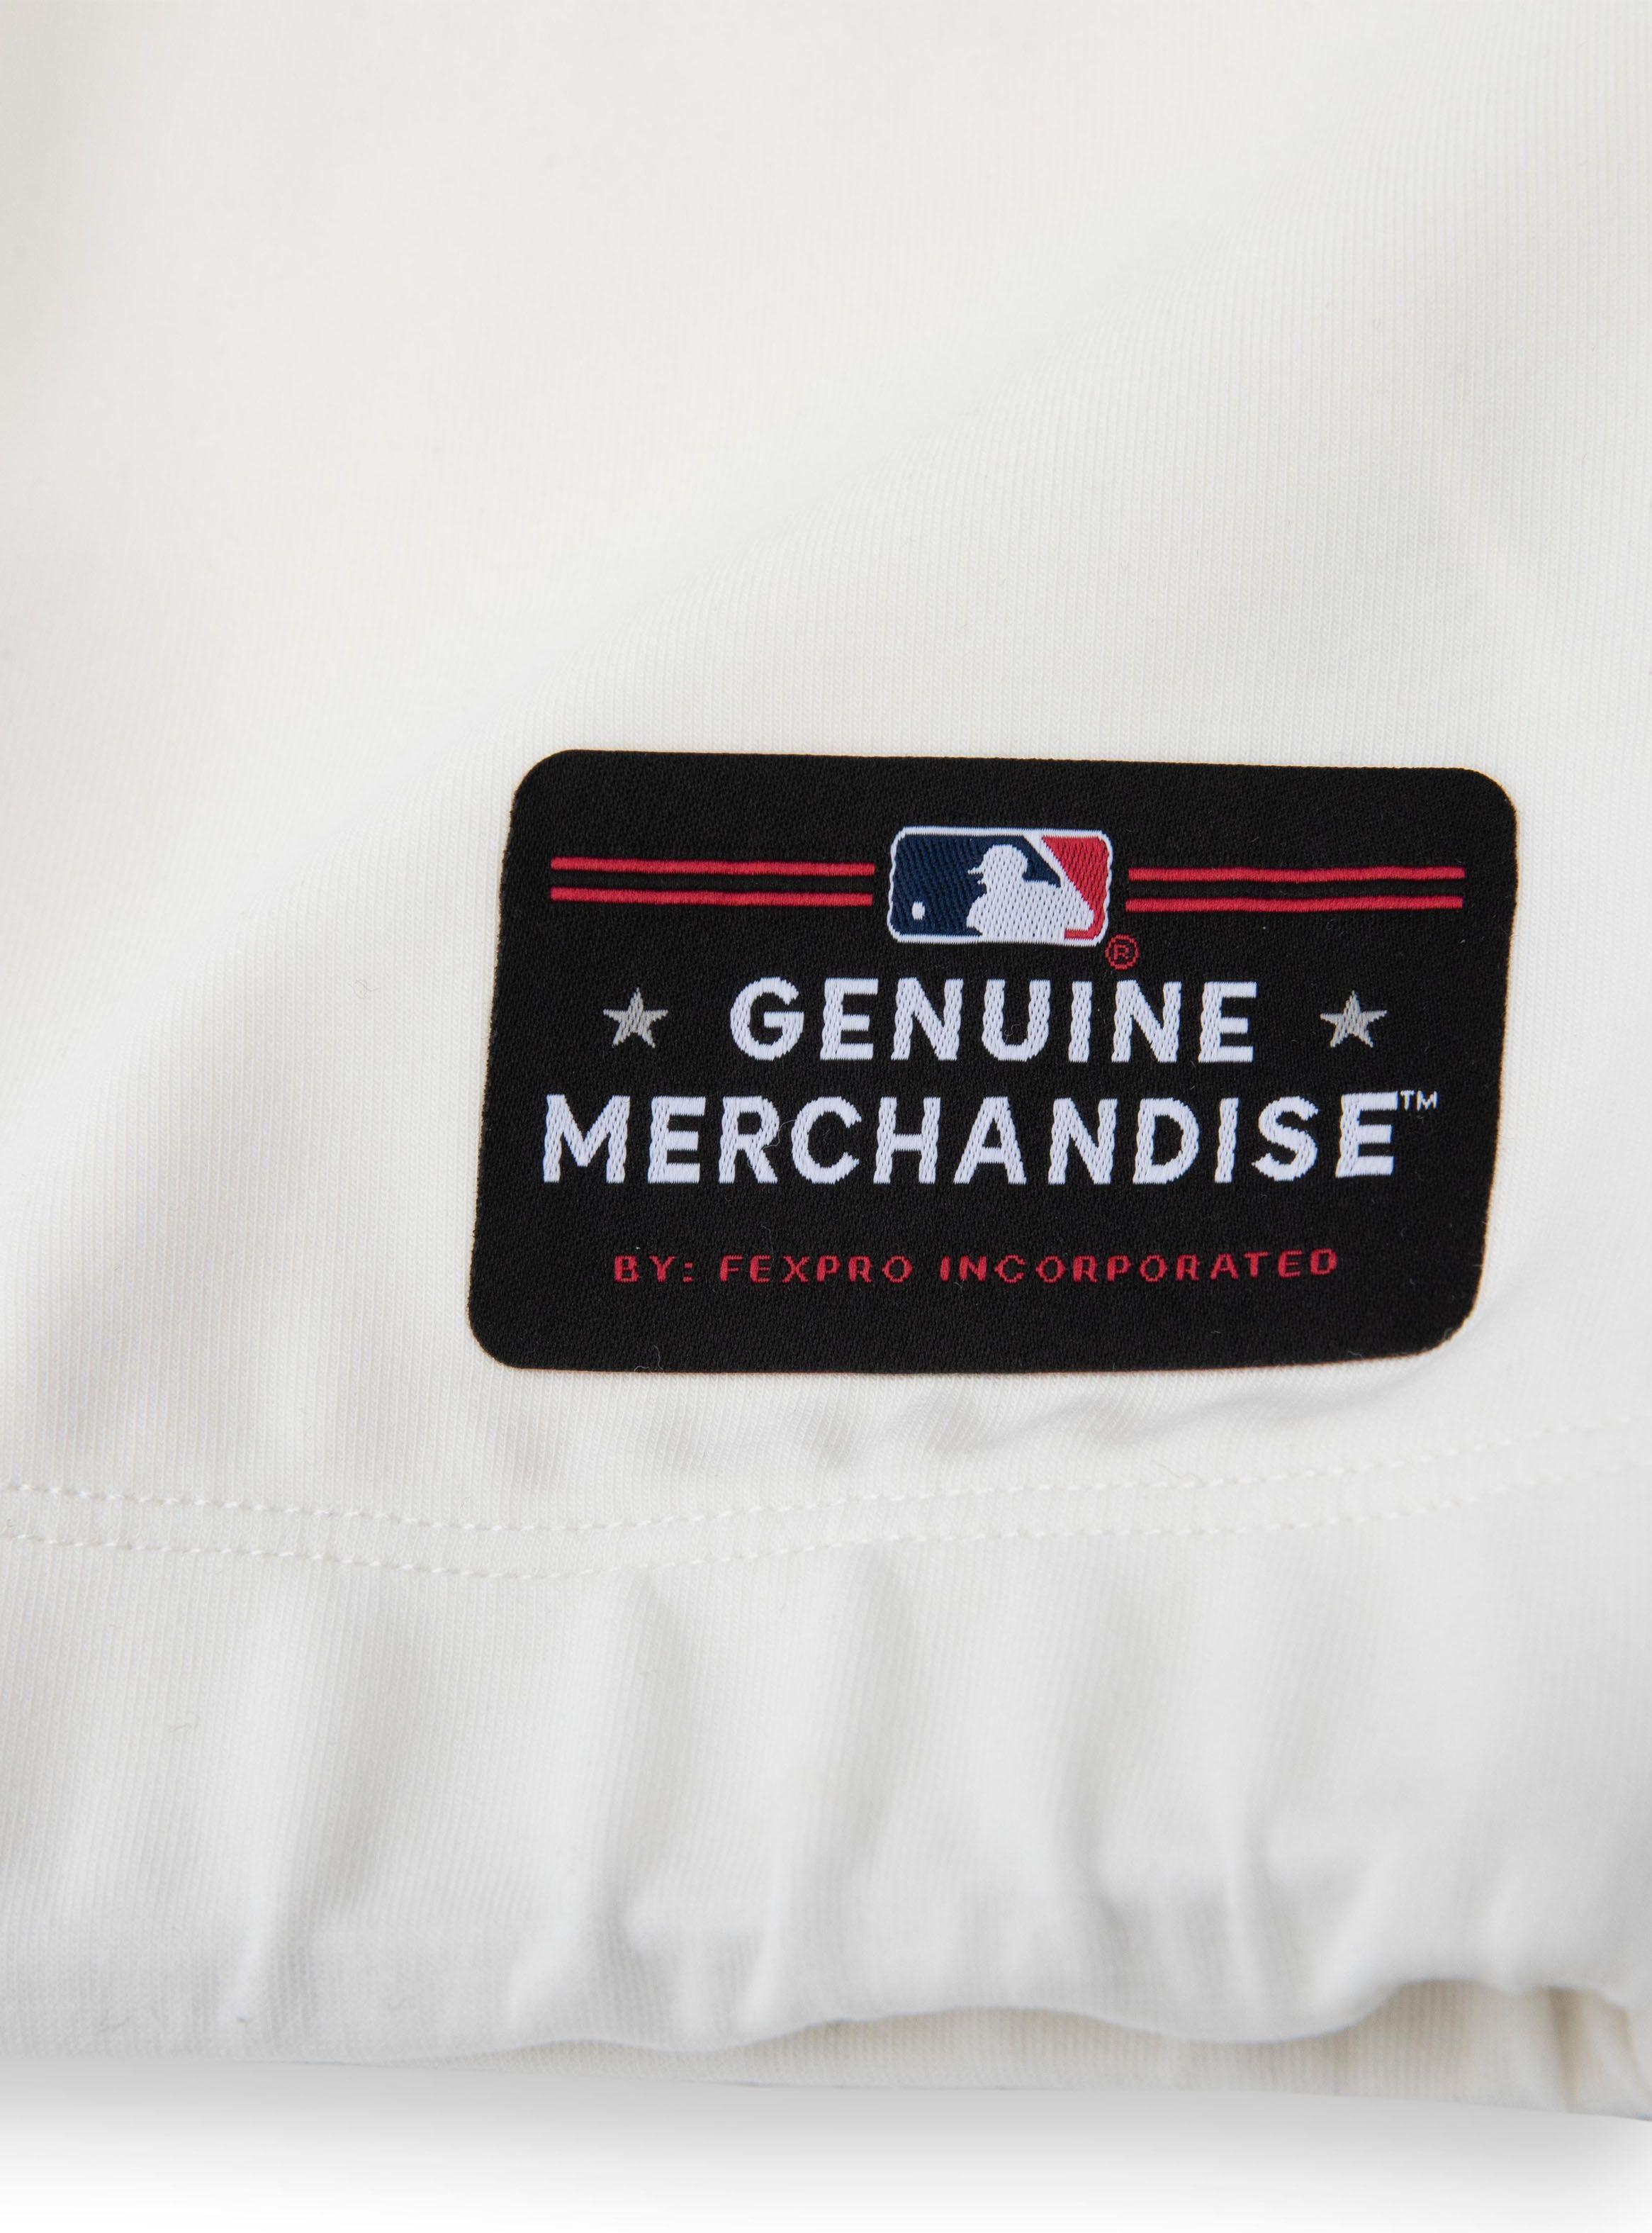 ®
★ GENUINE ★
MERCHANDISE™
BY: FEXPRO INCORPORATED